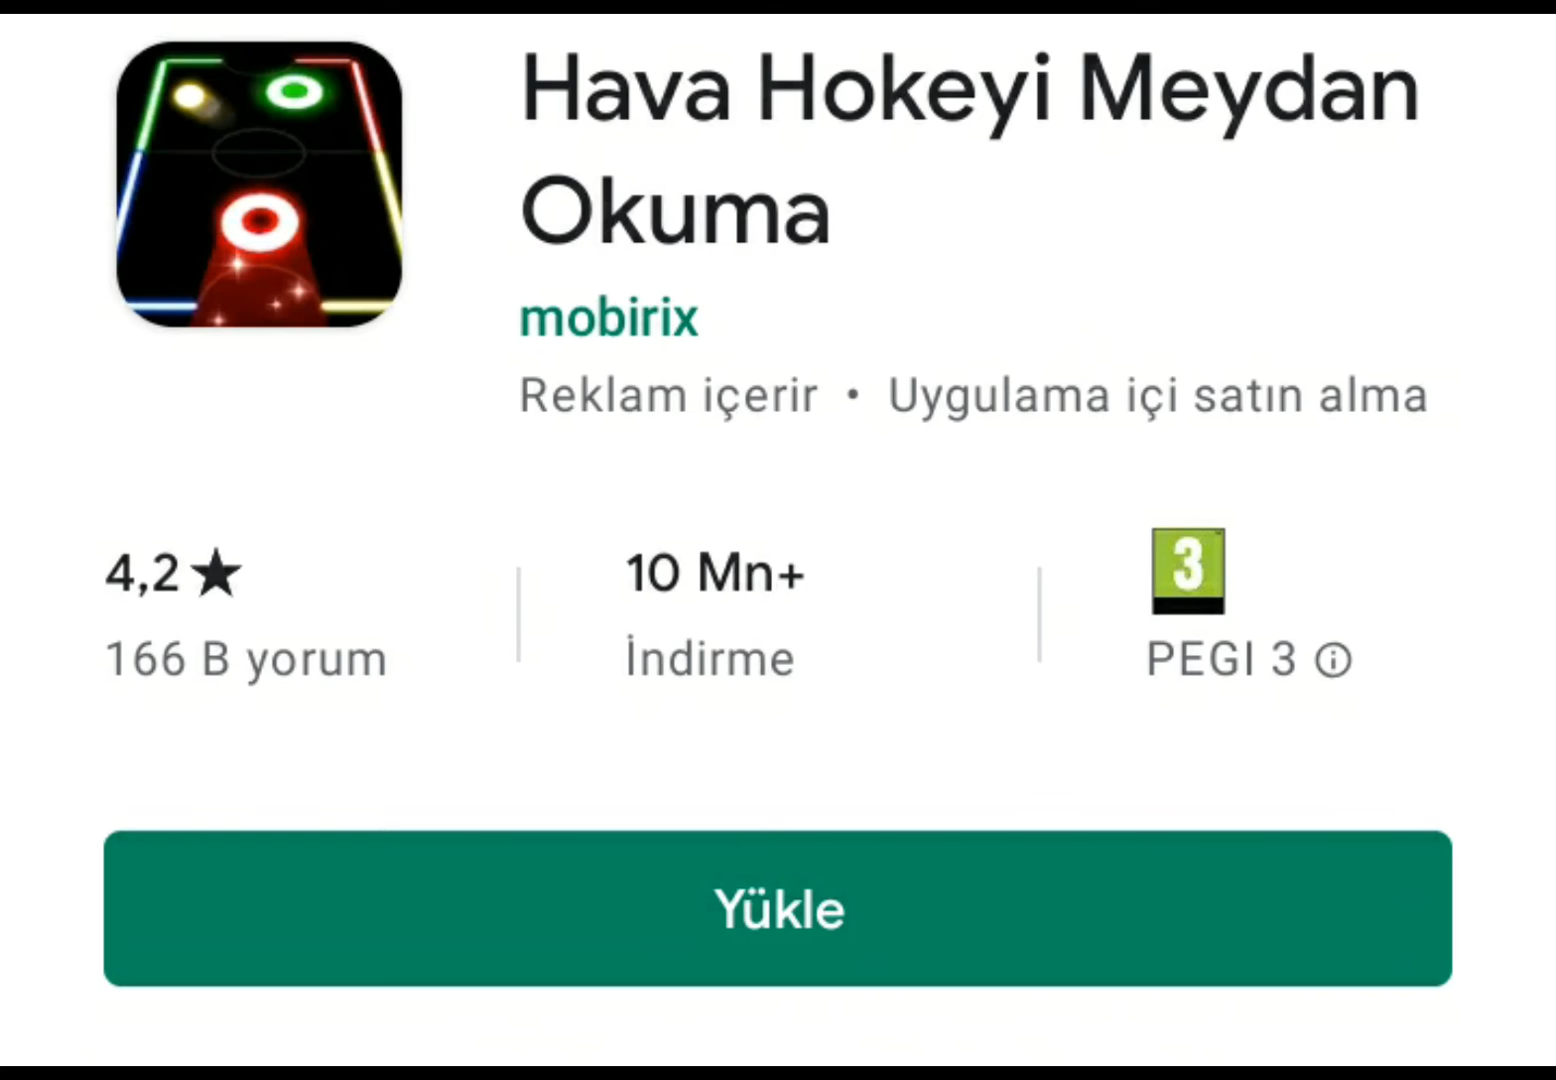 Hava Hokeyi Meydan
Okuma
mobirix
Reklam içerir • Uygulama içi satın alma
4,2★
166 B yorum
10 Mn+
İndirme
3
PEGI 3 ⓘ
Yükle